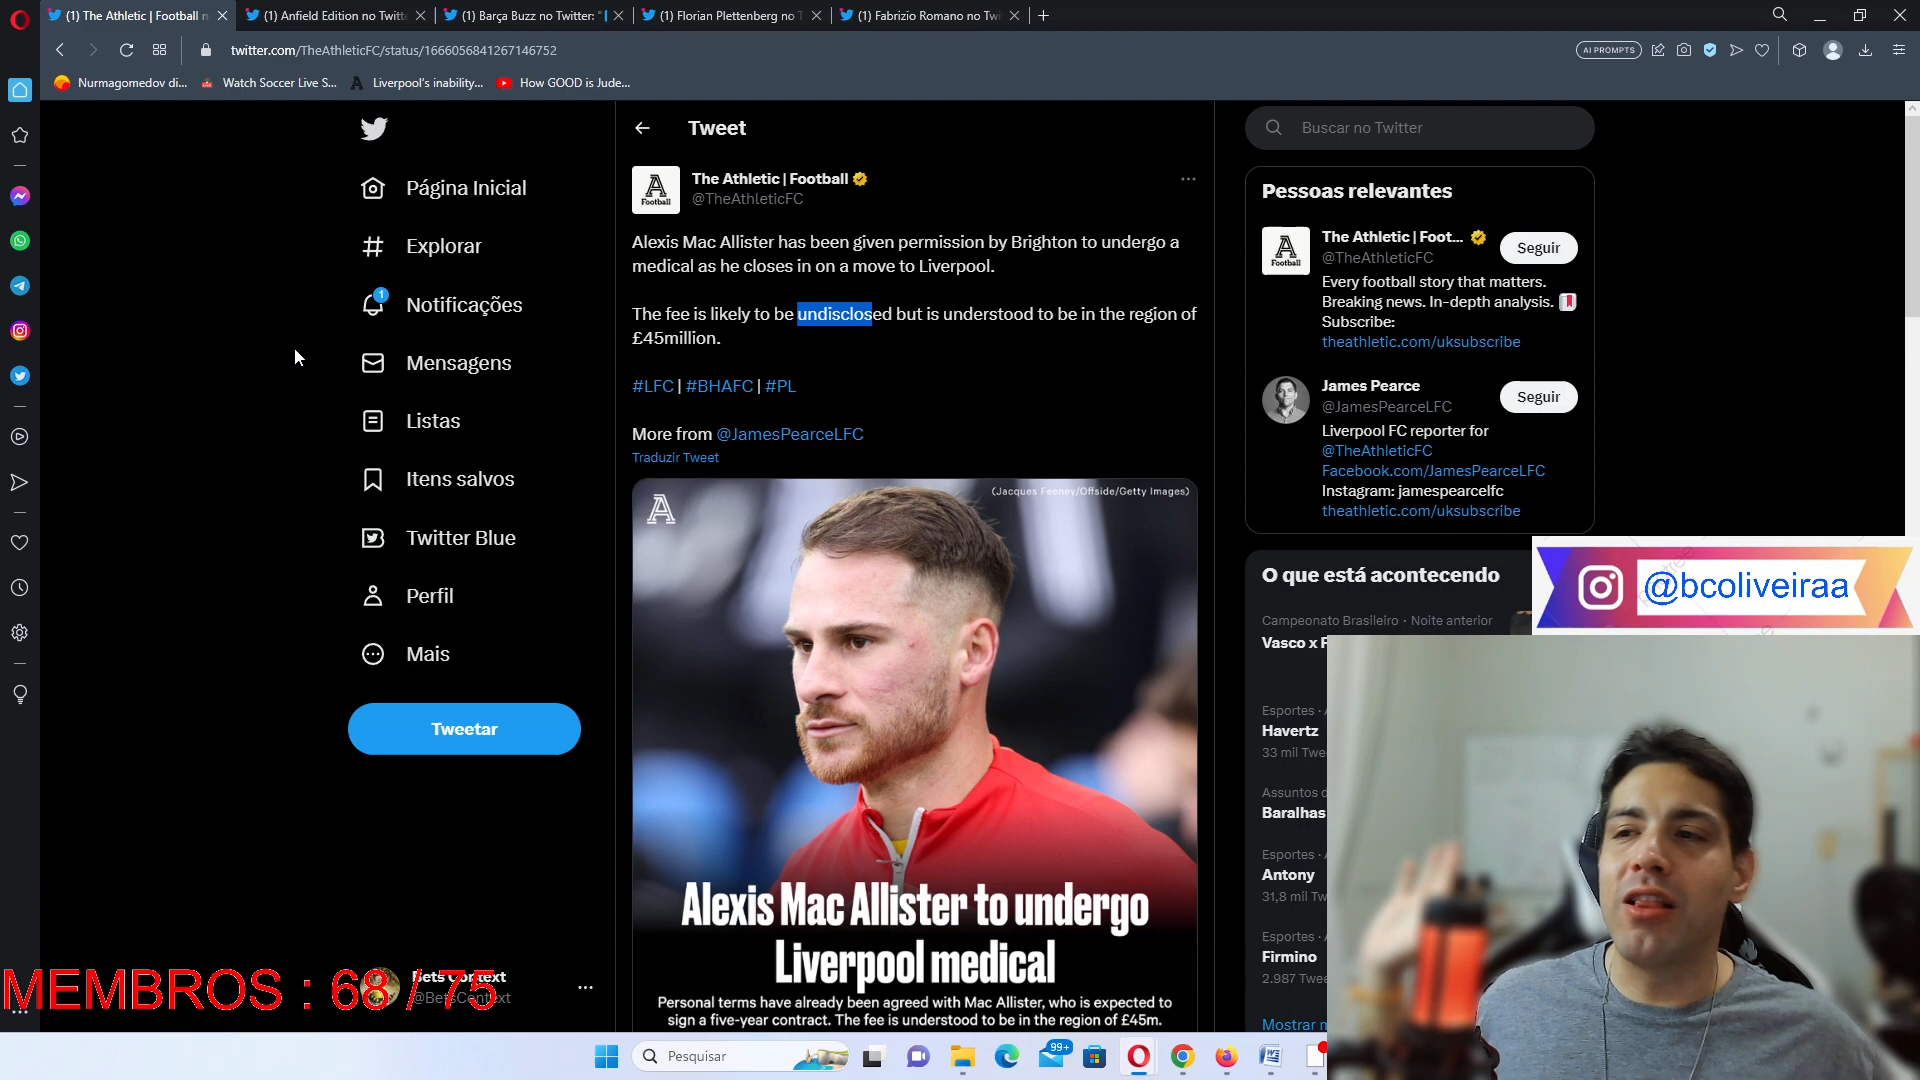 (1) The Athletic | Football n
(1) Anfield Edition no Twitte
(1) Barça Buzz no Twitter: "
(1) Florian Plettenberg no T
(1) Fabrizio Romano no Twi
twitter.com/TheAthleticFC/status/1666056841267146752
AI PROMPTS
Nurmagomedov di...
Watch Soccer Live S...
Liverpool's inability...
How GOOD is Jude...
Página Inicial
Explorar
1
Notificações
Mensagens
Listas
Itens salvos
Twitter Blue
Perfil
Mais
Tweetar
Bets Context
@BetsContext
MEMBROS : 68 / 75
Tweet
A
Football
The Athletic | Football
@TheAthleticFC
Alexis Mac Allister has been given permission by Brighton to undergo a
medical as he closes in on a move to Liverpool.
The fee is likely to be undisclosed but is understood to be in the region of
£45million.
#LFC | #BHAFC | #PL
More from @JamesPearceLFC
Traduzir Tweet
A
(Jacques Feeney/Offside/Getty Images)
Alexis Mac Allister to undergo
Liverpool medical
Personal terms have already been agreed with Mac Allister, who is expected to
sign a five-year contract. The fee is understood to be in the region of £45m.
Buscar no Twitter
Pessoas relevantes
A
Football
The Athletic | Foot...
@TheAthleticFC
Seguir
Every football story that matters.
Breaking news. In-depth analysis.
Subscribe:
theathletic.com/uksubscribe
James Pearce
@JamesPearceLFC
Seguir
Liverpool FC reporter for
@TheAthleticFC
Facebook.com/JamesPearceLFC
Instagram: jamespearcelfc
theathletic.com/uksubscribe
O que está acontecendo
@bcoliveiraa
Campeonato Brasileiro · Noite anterior
Vasco x F
Esportes ·
Havertz
33 mil Twe
Assuntos d
Baralhas
Esportes ·
Antony
31,8 mil Tw
Esportes ·
Firmino
2.987 Twee
Mostrar m
Pesquisar
99+